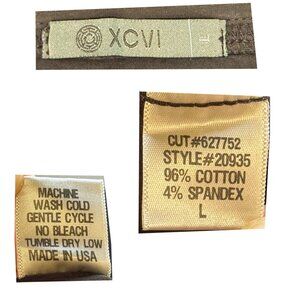 XCVI
L
CUT#627752
STYLE#20935
96% COTTON
4% SPANDEX
L
MACHINE
WASH COLD
GENTLE CYCLE
NO BLEACH
TUMBLE DRY LOW
MADE IN USA